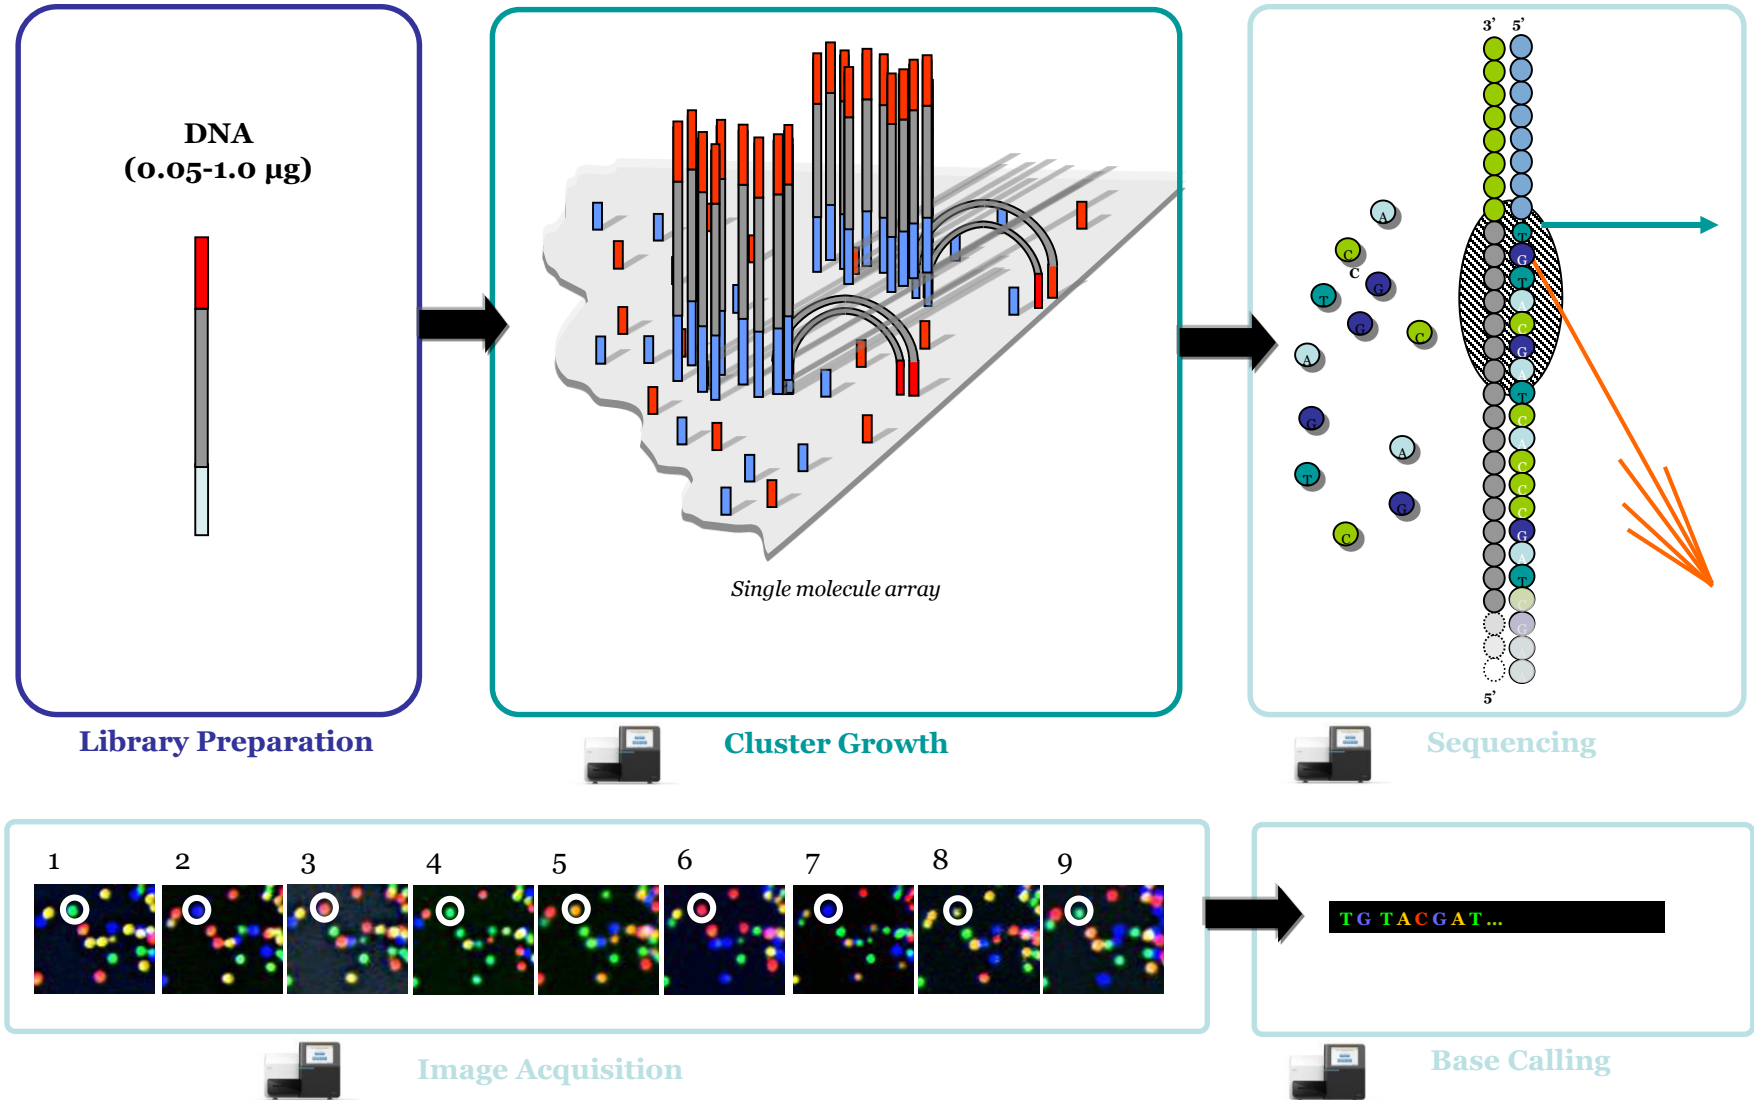 DNA
(0.05-1.0 µg)
Library Preparation
Single molecule array
Cluster Growth
3’ 5’
A
C
C
G
T
G
C
A
G
A
T
G
C
T
G
T
A
C
G
A
T
C
A
C
C
C
G
A
T
C
G
5’
Sequencing
1 2 3 4 5 6 7 8 9
Image Acquisition
TG TACGAT...
Base Calling